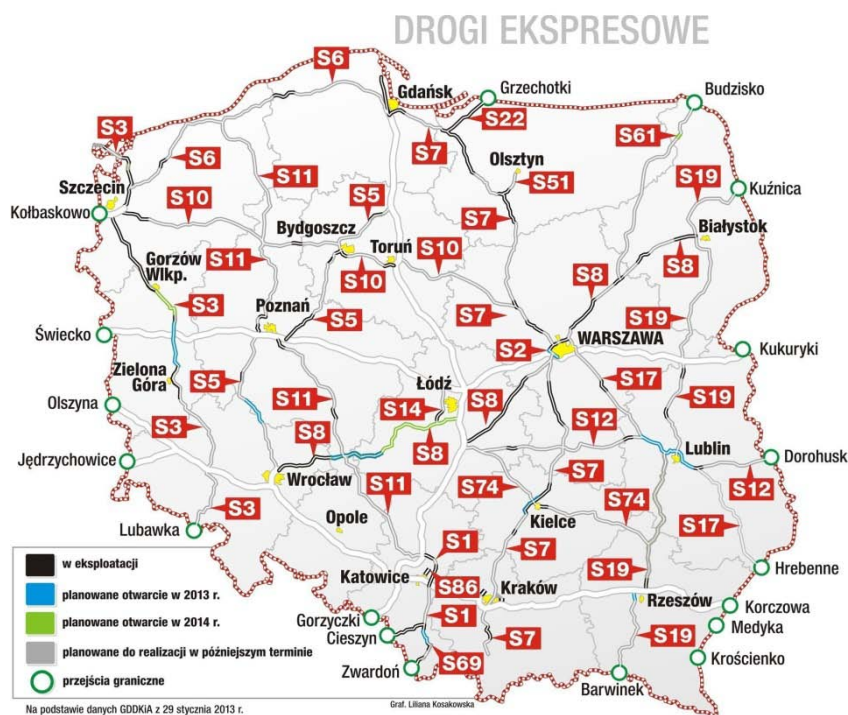 DROGI EKSPRESOWE
S6
Gdańsk
Grzechotki
Budzisko
S22
S3
S7
S61
S6
Olsztyn
S51
S19
Szczecin
S11
S5
Kuźnica
Kołbaskowo
S10
Bydgoszcz
S7
Białystok
Toruń
S10
S8
Gorzów
Wlkp.
S11
S10
S8
S3
Poznań
S5
S7
S19
Świecko
S2
WARSZAWA
Kukuryki
Zielona
Góra
S5
Łódź
S17
S11
S14
S8
S19
Olszyna
S12
S3
S8
S8
Lublin
Dorohusk
Jędrzychowice
S7
Wrocław
S11
S74
S74
S12
S3
Kielce
S17
Lubawka
Opole
S1
S7
w eksploatacji
S19
Hrebenne
planowane otwarcie w 2013 r.
Katowice
S86
Kraków
Rzeszów
Korczowa
planowane otwarcie w 2014 r.
Gorzyczki
S1
Medyka
Cieszyn
S7
S19
planowane do realizacji w późniejszym terminie
S69
Krościenko
przejścia graniczne
Zwardoń
Barwinek
Na podstawie danych GDDKiA z 29 stycznia 2013 r.
Graf. Liliana Kosakowska